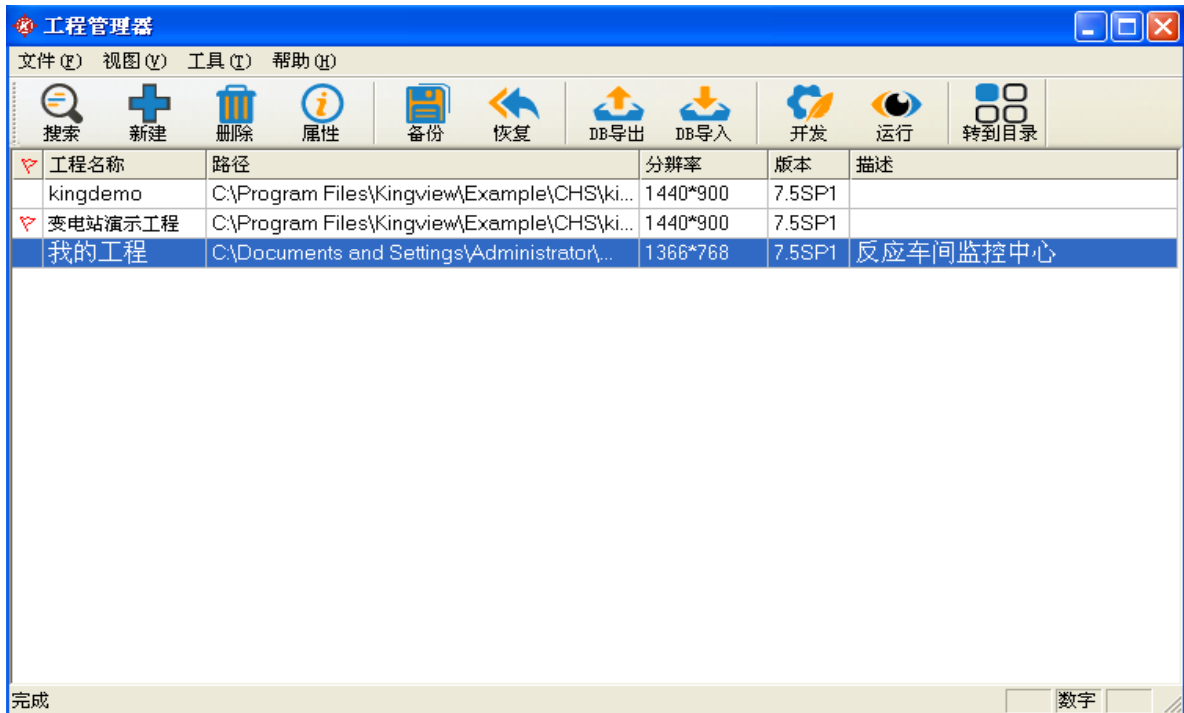 工程管理器
文件(F) 视图(V) 工具(T) 帮助(H)
搜索 新建 删除 属性 备份 恢复 DB导出 DB导入 开发 运行 转到目录
工程名称 路径 分辨率 版本 描述
kingdemo C:\Program Files\Kingview\Example\CHS\ki... 1440*900 7.5SP1
变电站演示工程 C:\Program Files\Kingview\Example\CHS\ki... 1440*900 7.5SP1
我的工程 C:\Documents and Settings\Administrator\... 1366*768 7.5SP1 反应车间监控中心
完成 数字